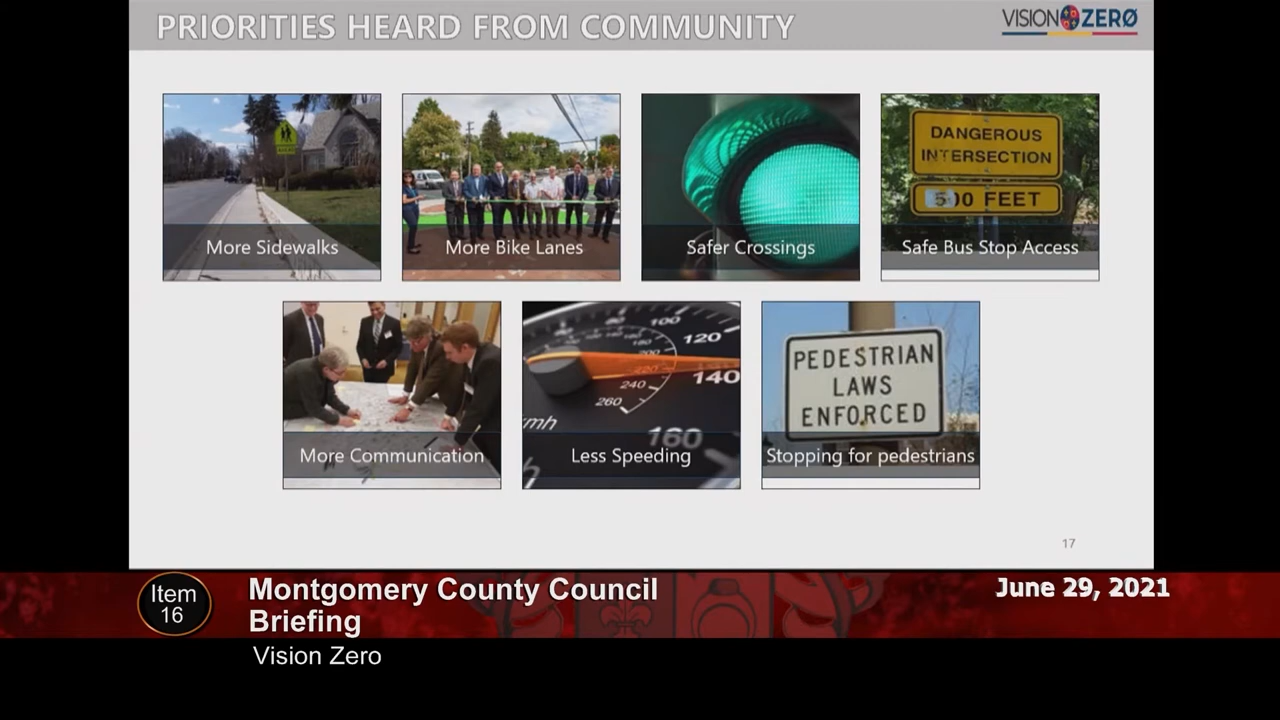 PRIORITIES HEARD FROM COMMUNITY
VISION ZERO
More Sidewalks
More Bike Lanes
Safer Crossings
DANGEROUS
INTERSECTION
500 FEET
Safe Bus Stop Access
More Communication
100
120
140
160
200
220
240
260
Less Speeding
PEDESTRIAN
LAWS
ENFORCED
Stopping for pedestrians
17
Item
16
Montgomery County Council
Briefing
June 29, 2021
Vision Zero